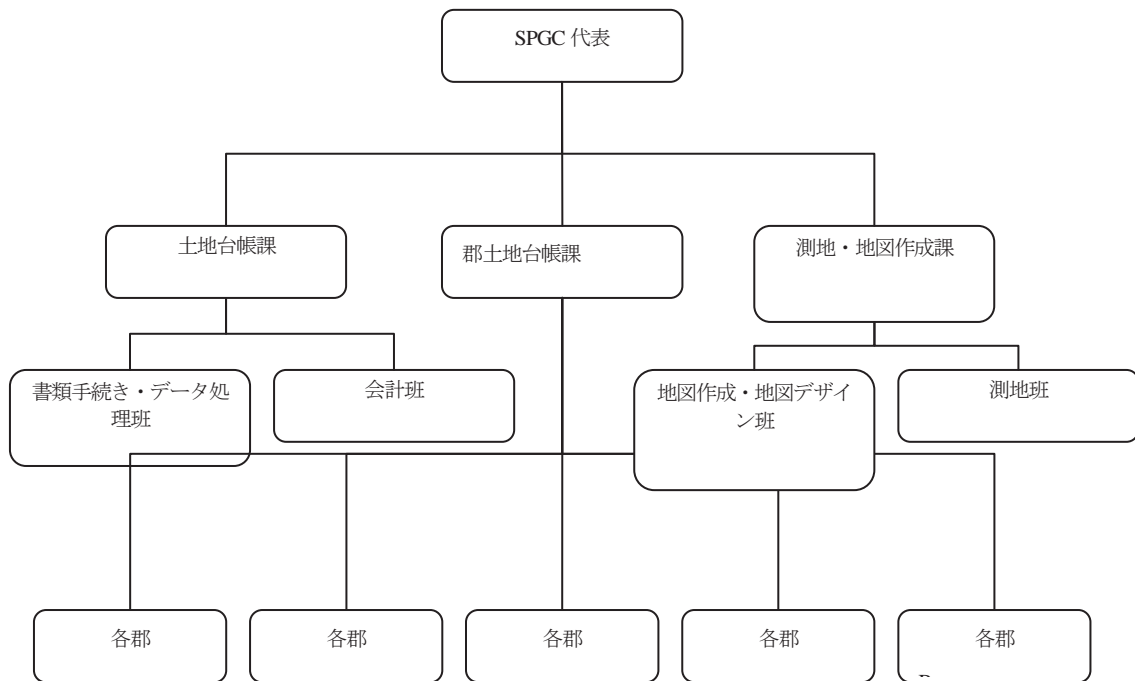 SPGC 代表
土地台帳課
郡土地台帳課
測地・地図作成課
書類手続き・データ処
理班
会計班
地図作成・地図デザイ
ン班
測地班
各郡
各郡
各郡
各郡
各郡